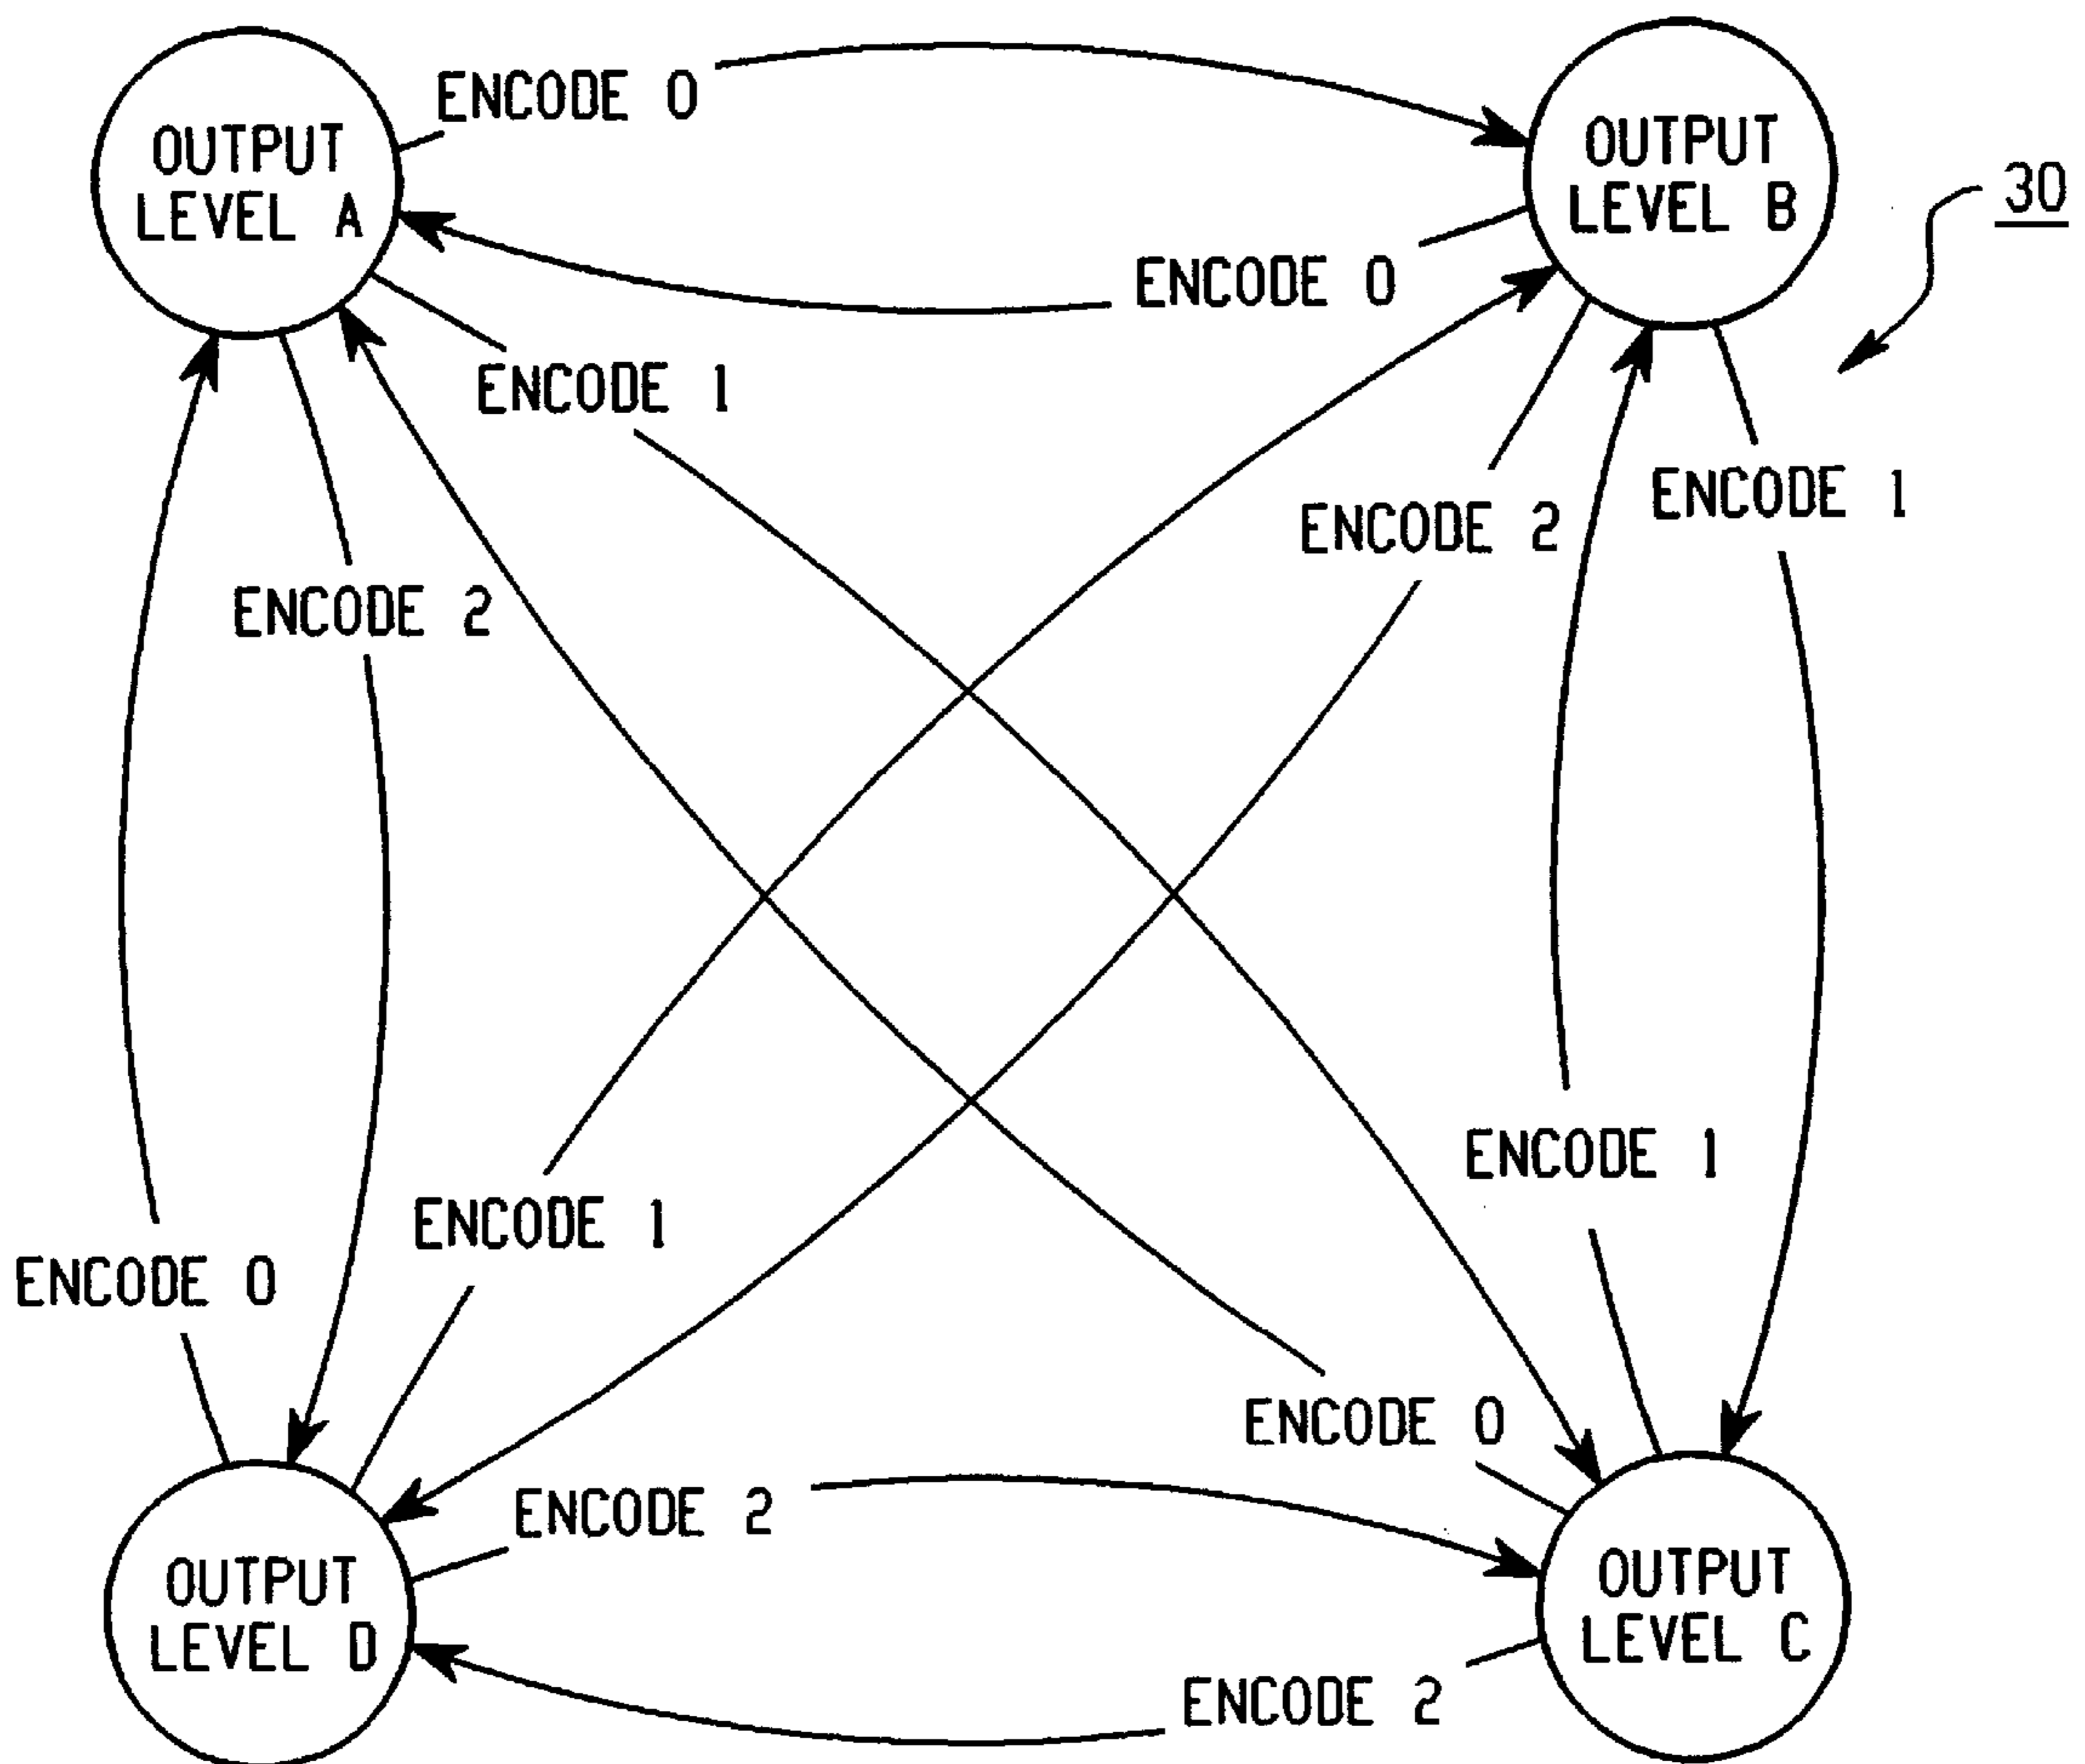 ENCODE 0
OUTPUT
LEVEL A
OUTPUT
LEVEL B
30
ENCODE 0
ENCODE 1
ENCODE 1
ENCODE 2
ENCODE 2
ENCODE 1
ENCODE 1
ENCODE 0
ENCODE 0
ENCODE 2
OUTPUT
LEVEL D
OUTPUT
LEVEL C
ENCODE 2